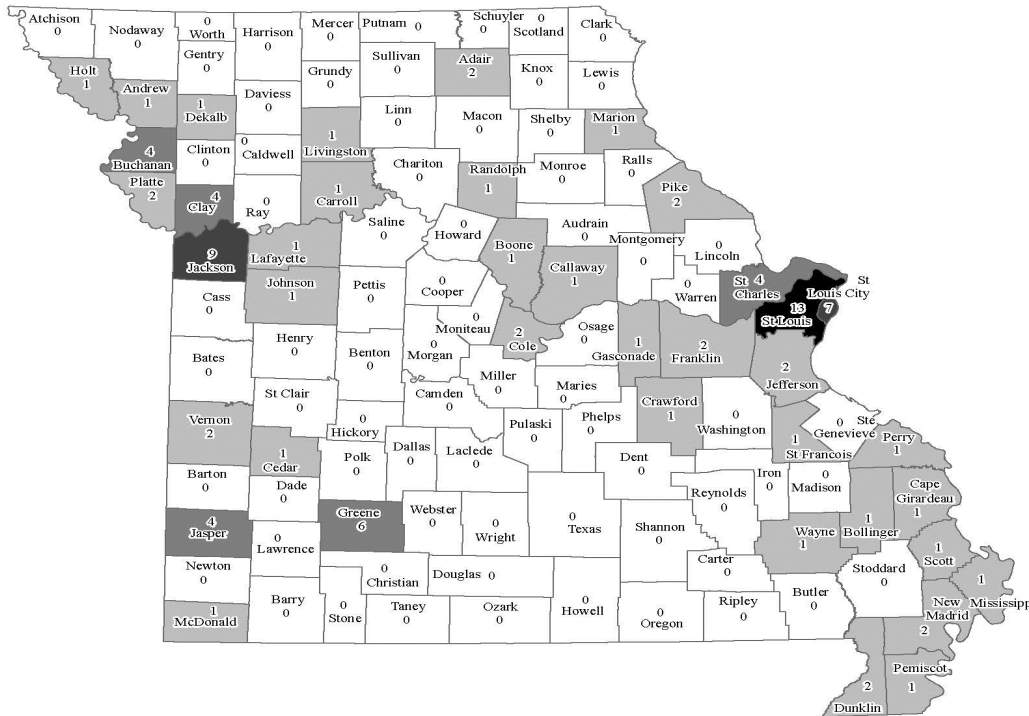 Atchison
0
Nodaway
0
0
Worth
Harrison
0
Mercer
0
Putnam 0
Schuyler
0
0
Scotland
Clark
0
Holt
1
Andrew
1
Gentry
0
1
Dekalb
Daviess
0
Grundy
0
Sullivan
0
Adair
2
Knox
0
Lewis
0
Linn
0
Macon
0
Shelby
0
Marion
1
4
Buchanan
Clinton
0
0
Caldwell
1
Livingston
Chariton
0
Randolph
1
Monroe
0
Ralls
0
Platte
2
4
Clay
0
Ray
1
Carroll
Saline
0
0
Howard
Boone
1
Audrain
0
Pike
2
9
Jackson
1
Lafayette
Johnson
1
Pettis
0
0
Cooper
Callaway
1
Montgomery
0
0
Lincoln
0
Warren
St 4
Charles
St
Louis City
7
13
St Louis
Cass
0
Henry
0
Benton
0
0
Morgan
0
Moniteau
2
Cole
Osage
0
1
Gasconade
2
Franklin
2
Jefferson
Bates
0
St Clair
0
Camden
0
Miller
0
Maries
0
Crawford
1
0
Washington
0 Ste
Genevieve
1
St Francois
Perry
1
Vernon
2
1
Cedar
0
Hickory
Dallas
0
Laclede
0
Pulaski
0
Phelps
0
Dent
0
Iron
0
0
Madison
Cape
Girardeau
1
Barton
0
Dade
0
Polk
0
Greene
6
Webster
0
0
Wright
0
Texas
Shannon
0
Reynolds
0
Wayne
1
1
Bollinger
4
Jasper
0
Lawrence
0
Christian
Douglas 0
Carter
0
Stoddard
0
1
Scott
1
Mississipp
Newton
0
Barry
0
0
Stone
Taney
0
Ozark
0
0
Howell
0
Oregon
Ripley
0
Butler
0
New
Madrid
2
1
McDonald
Pemiscot
1
2
Dunklin